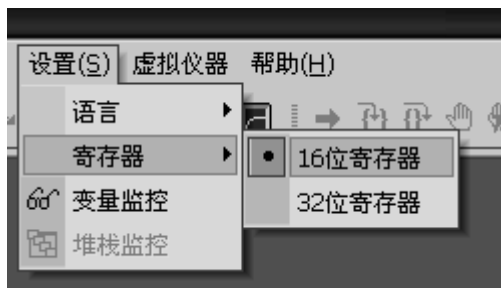 设置(S) 虚拟仪器 帮助(H)
语言
寄存器
16位寄存器
变量监控
32位寄存器
堆栈监控